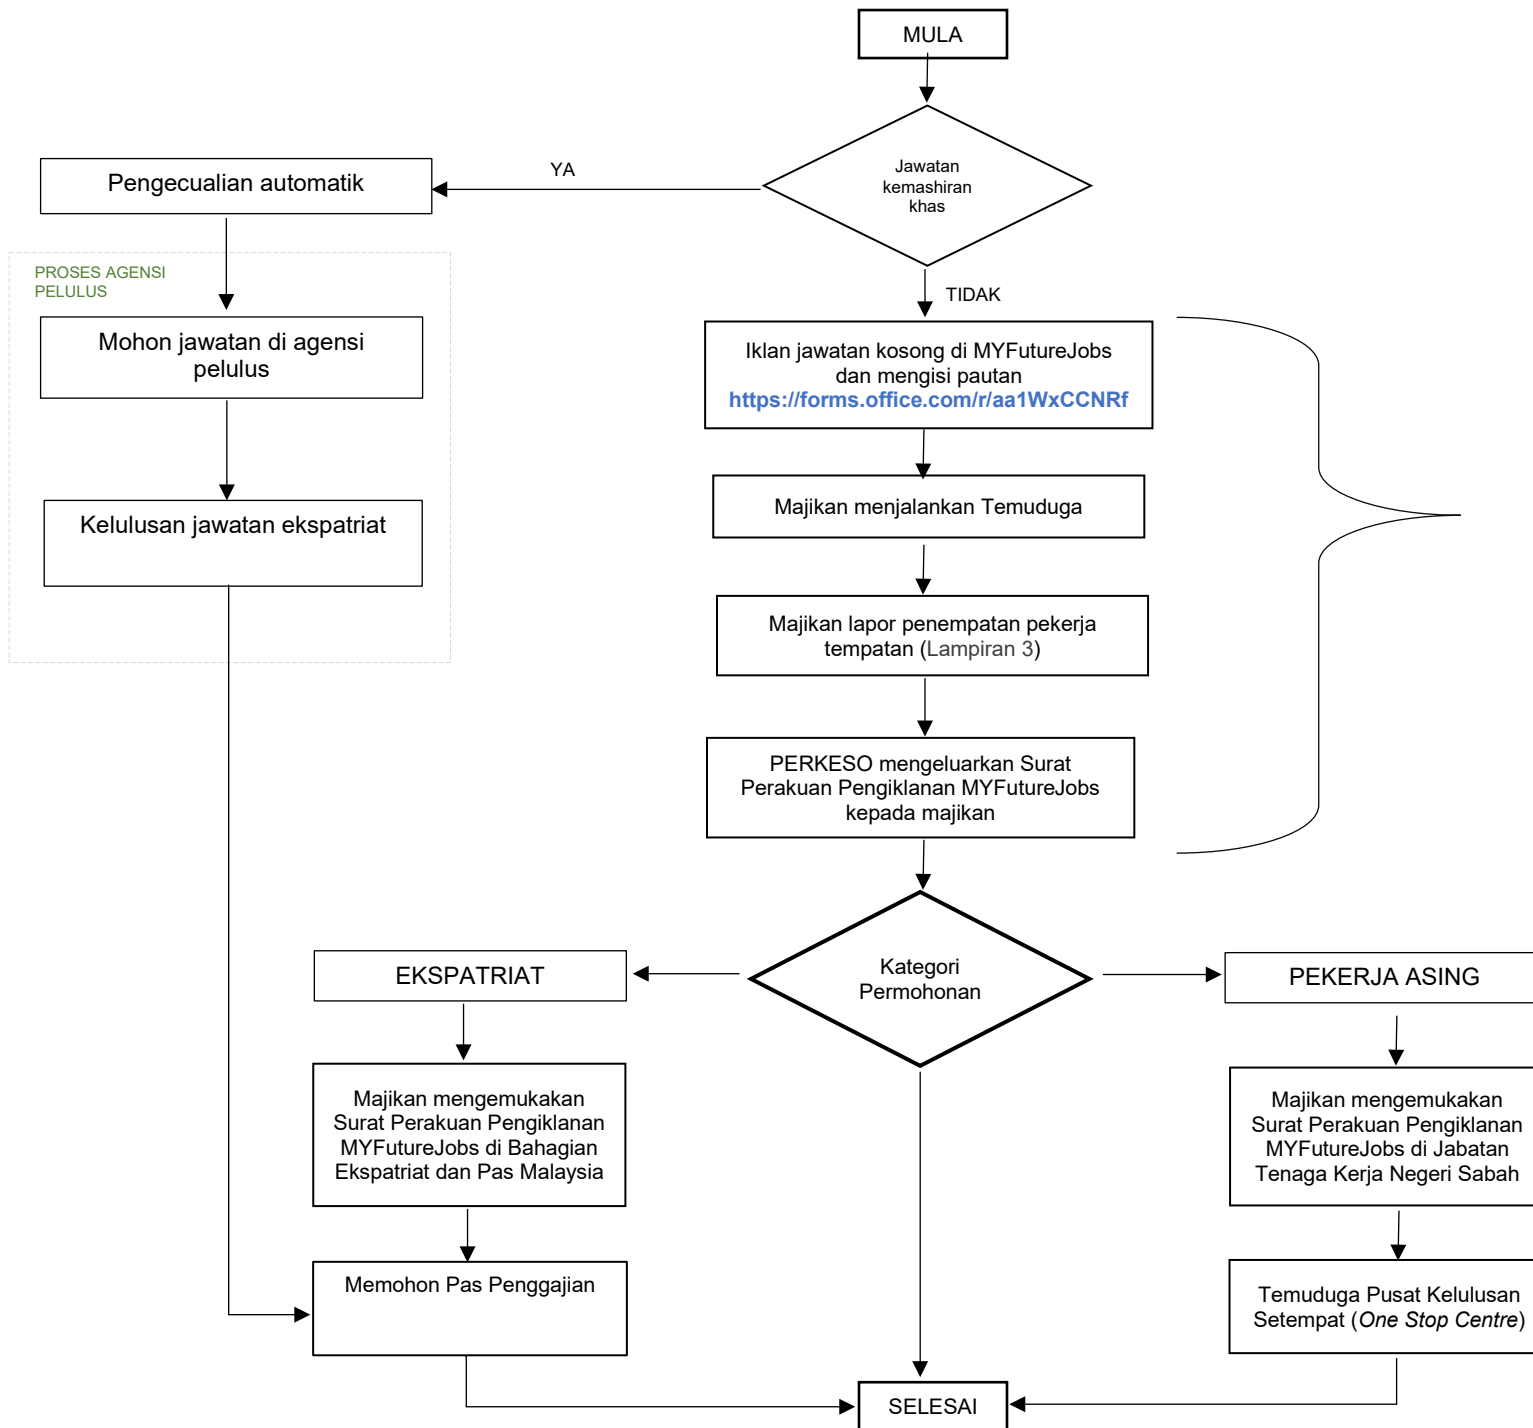 MULA
Jawatan
kemashiran
khas
YA
Pengecualian automatik
PROSES AGENSI
PELULUS
Mohon jawatan di agensi
pelulus
Kelulusan jawatan ekspatriat
TIDAK
Iklan jawatan kosong di MYFutureJobs
dan mengisi pautan
https://forms.office.com/r/aa1WxCCNRf
Majikan menjalankan Temuduga
Majikan lapor penempatan pekerja
tempatan (Lampiran 3)
PERKESO mengeluarkan Surat
Perakuan Pengiklanan MYFutureJobs
kepada majikan
Kategori
Permohonan
EKSPATRIAT
Majikan mengemukakan
Surat Perakuan Pengiklanan
MYFutureJobs di Bahagian
Ekspatriat dan Pas Malaysia
Memohon Pas Penggajian
PEKERJA ASING
Majikan mengemukakan
Surat Perakuan Pengiklanan
MYFutureJobs di Jabatan
Tenaga Kerja Negeri Sabah
Temuduga Pusat Kelulusan
Setempat (One Stop Centre)
SELESAI